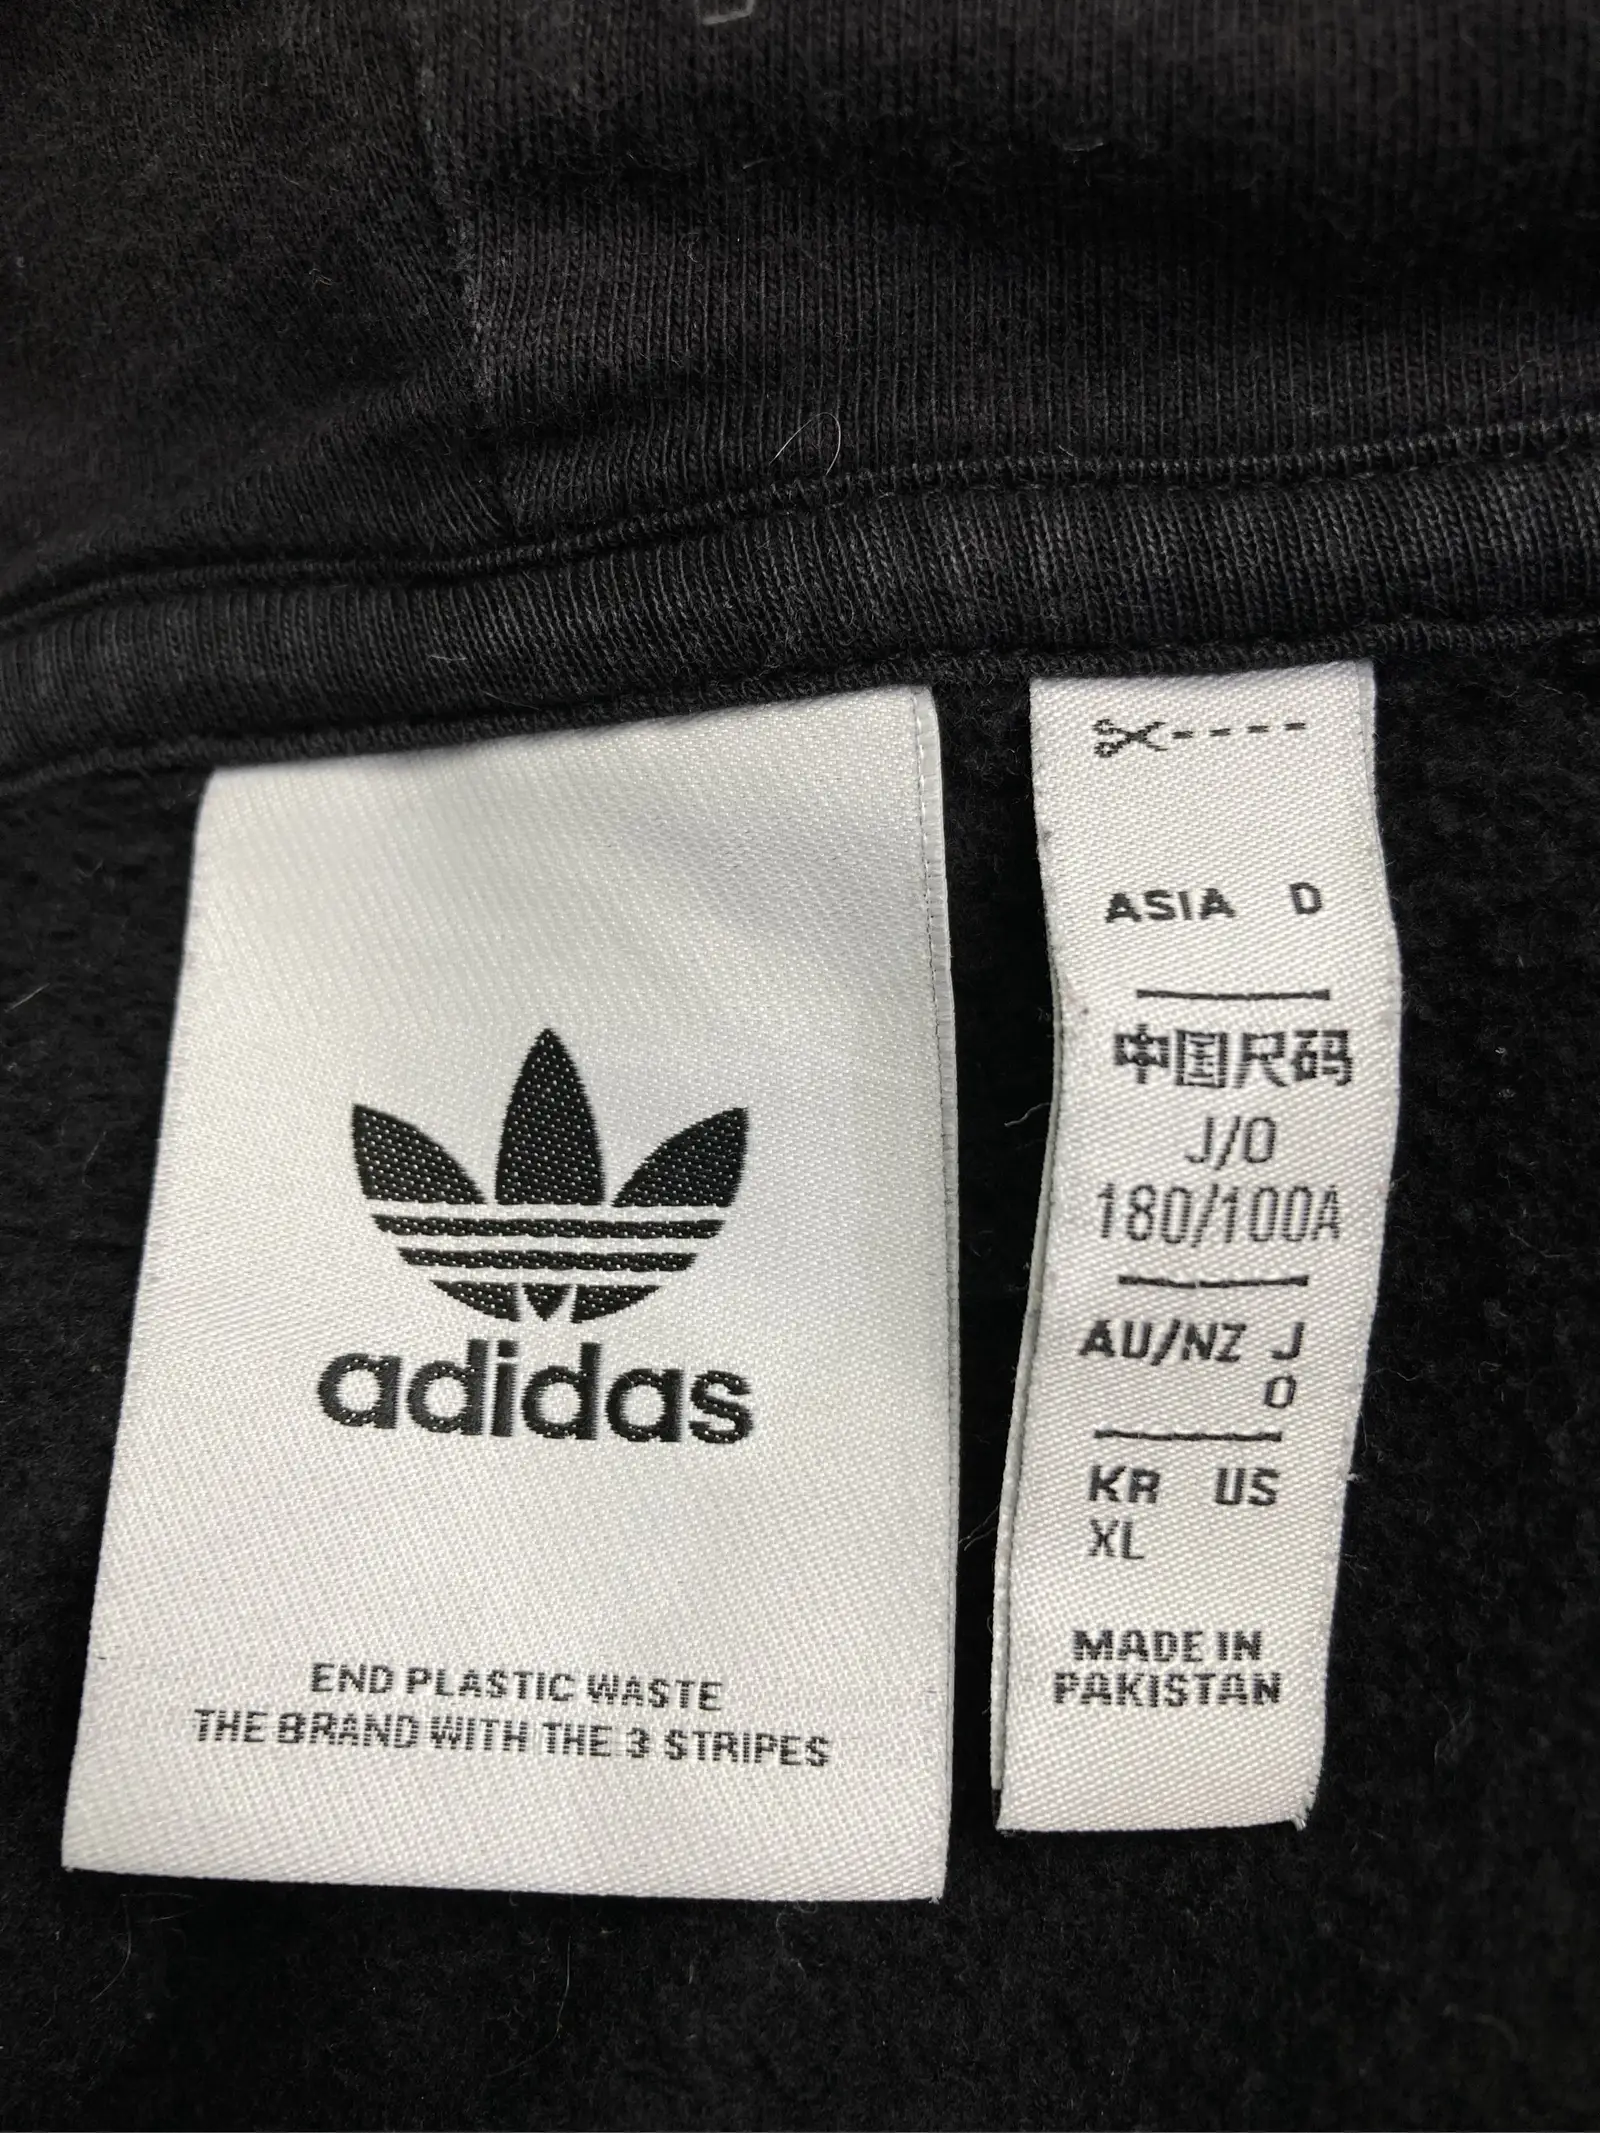 adidas
END PLASTIC WASTE
THE BRAND WITH THE 3 STRIPES
ASIA D
中国尺码
J/O
180/100A
AU/NZ J
O
KR US
XL
MADE IN
PAKISTAN